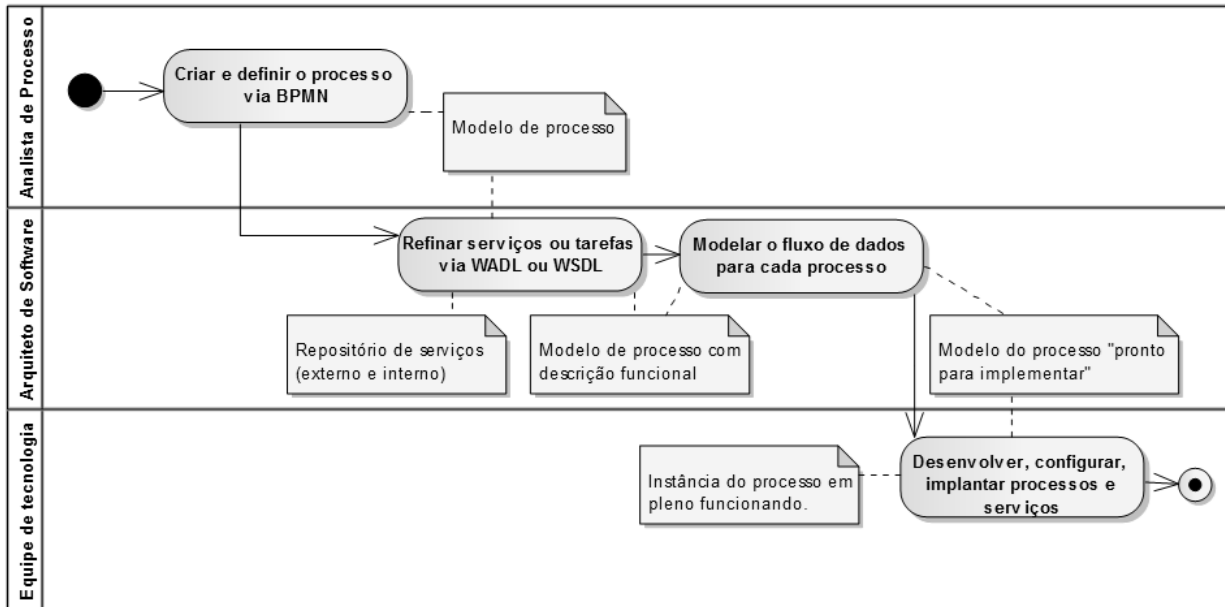 Analista de Processo
Criar e definir o processo
via BPMN
Modelo de processo
Arquiteto de Software
Refinar serviços ou tarefas
via WADL ou WSDL
Modelar o fluxo de dados
para cada processo
Repositório de serviços
(externo e interno)
Modelo de processo com
descrição funcional
Modelo do processo "pronto
para implementar"
Equipe de tecnologia
Instância do processo em
pleno funcionando.
Desenvolver, configurar,
implantar processos e
serviços